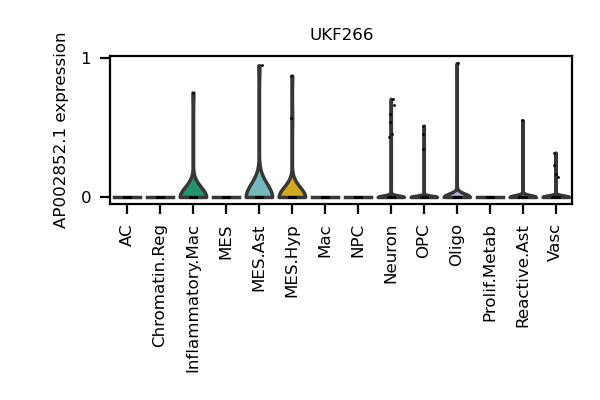 UKF266
AP002852.1 expression
1
0
AC
Chromatin.Reg
Inflammatory.Mac
MES
MES.Ast
MES.Hyp
Mac
NPC
Neuron
OPC
Oligo
Prolif.Metab
Reactive.Ast
Vasc